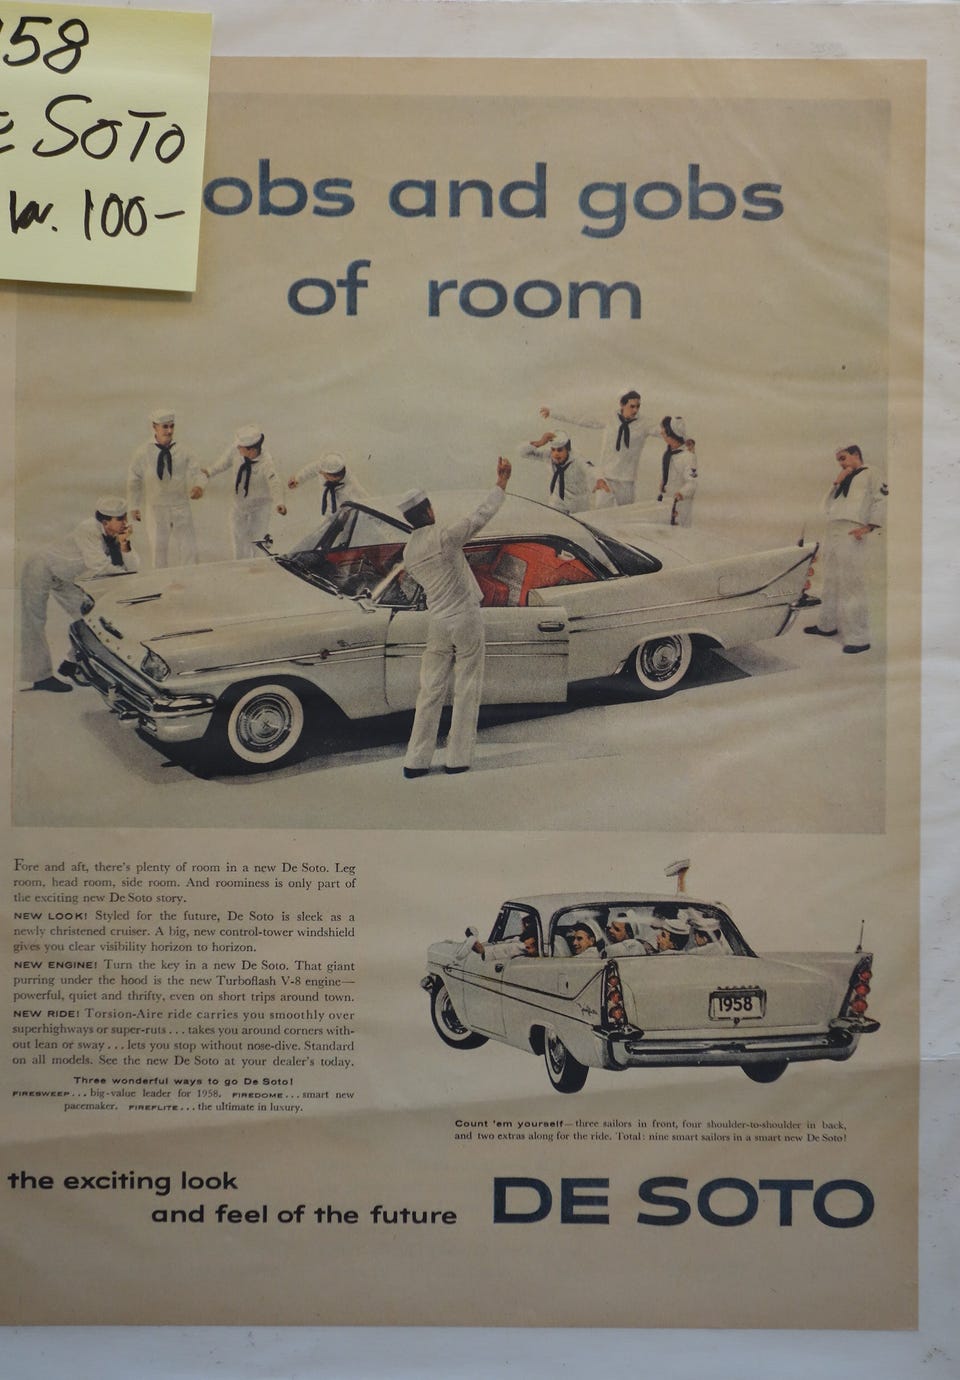 58
SOTO
kr. 100-
obs and gobs
of room
Fore and aft, there's plenty of room in a new De Soto. Leg
room, head room, side room. And roominess is only part of
the exciting new De Soto story.
NEW LOOK! Styled for the future, De Soto is sleek as a
newly christened cruiser. A big, new control-tower windshield
gives you clear visibility horizon to horizon.
NEW ENGINE! Turn the key in a new De Soto. That giant
purring under the hood is the new Turboflash V-8 engine—
powerful, quiet and thrifty, even on short trips around town.
NEW RIDE! Torsion-Aire ride carries you smoothly over
superhighways or super-ruts . . . takes you around corners with-
out lean or sway . . . lets you stop without nose-dive. Standard
on all models. See the new De Soto at your dealer's today.
Three wonderful ways to go De Soto!
FIRESWEEP . . . big-value leader for 1958. FIREDOME . . . smart new
pacemaker. FIREFLITE . . . the ultimate in luxury.
1958
Count 'em yourself—three sailors in front, four shoulder-to-shoulder in back,
and two extras along for the ride. Total: nine smart sailors in a smart new De Soto!
the exciting look
and feel of the future
DE SOTO